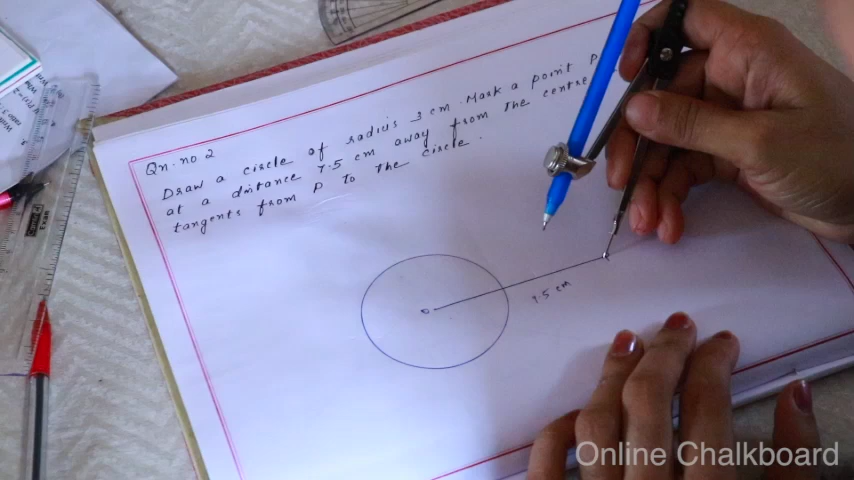 Qn.no 2
Draw a circle of radius 3 cm. Mark a point P
at a distance 7.5 cm away from the centre
tangents from P to the circle.
O
7.5 cm
Online Chalkboard